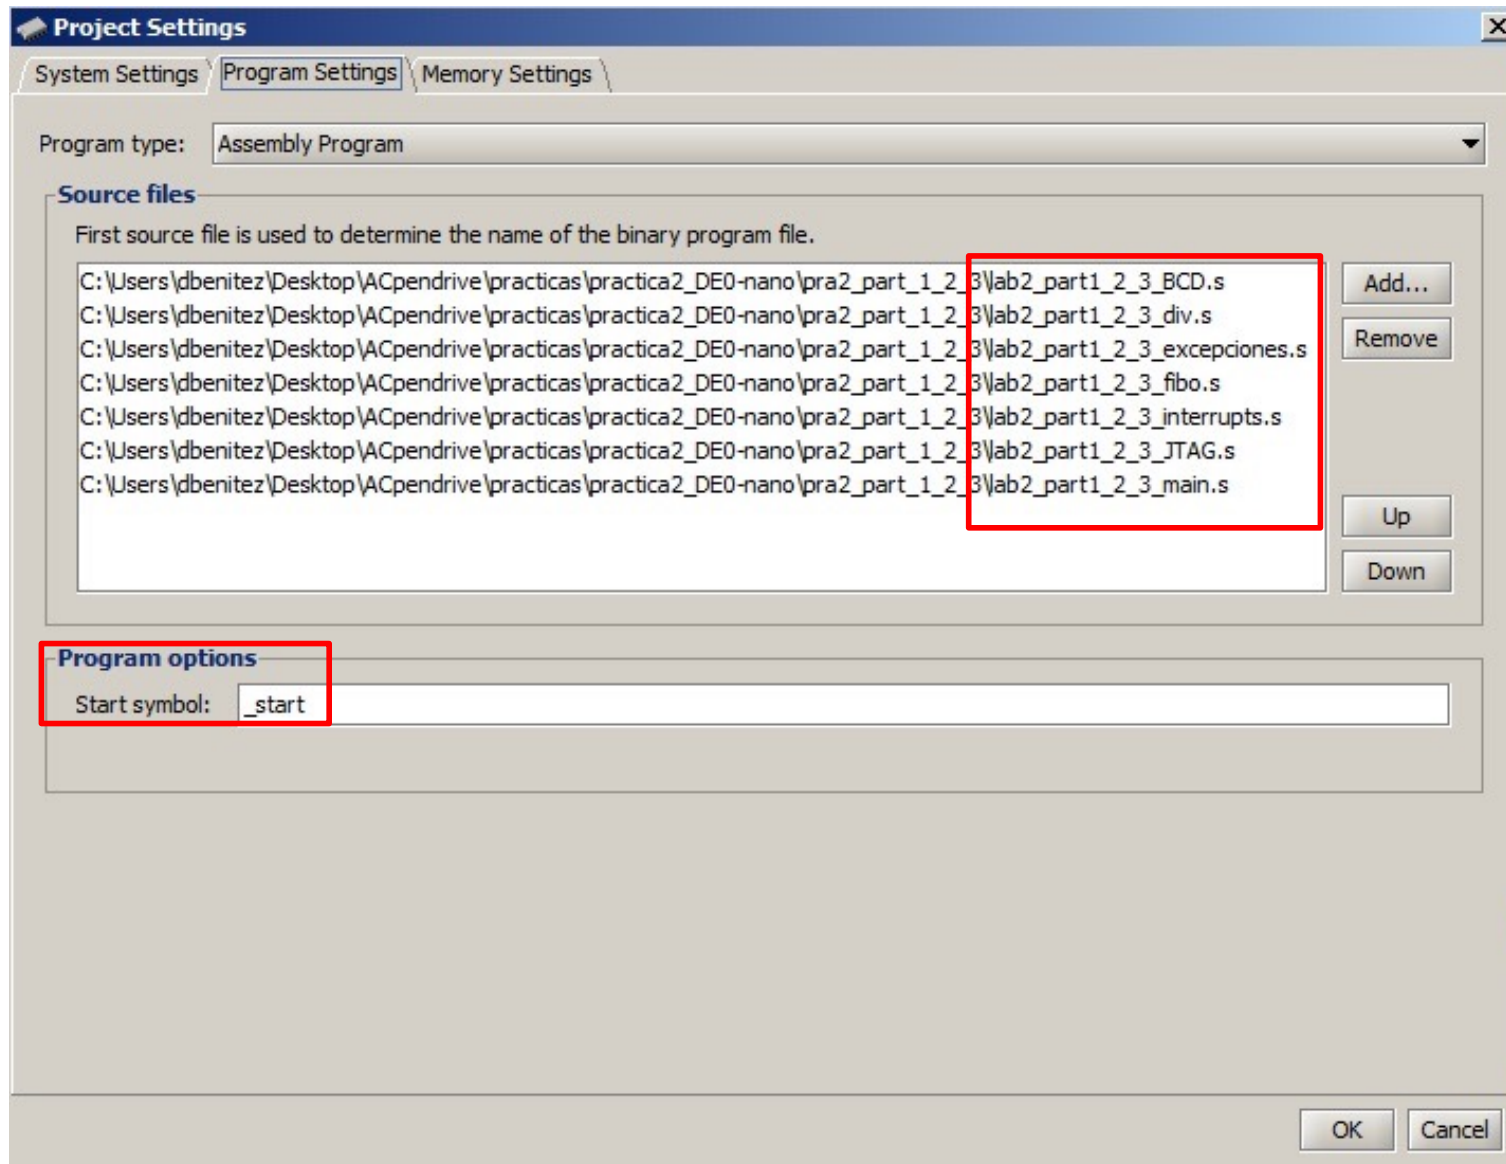 Project Settings
System Settings Program Settings Memory Settings
Program type: Assembly Program
Source files
First source file is used to determine the name of the binary program file.
C:\Users\dbenitez\Desktop\ACpendrive\practicas\practica2_DE0-nano\pra2_part_1_2_3\lab2_part1_2_3_BCD.s
C:\Users\dbenitez\Desktop\ACpendrive\practicas\practica2_DE0-nano\pra2_part_1_2_3\lab2_part1_2_3_div.s
C:\Users\dbenitez\Desktop\ACpendrive\practicas\practica2_DE0-nano\pra2_part_1_2_3\lab2_part1_2_3_excepciones.s
C:\Users\dbenitez\Desktop\ACpendrive\practicas\practica2_DE0-nano\pra2_part_1_2_3\lab2_part1_2_3_fibo.s
C:\Users\dbenitez\Desktop\ACpendrive\practicas\practica2_DE0-nano\pra2_part_1_2_3\lab2_part1_2_3_interrupts.s
C:\Users\dbenitez\Desktop\ACpendrive\practicas\practica2_DE0-nano\pra2_part_1_2_3\lab2_part1_2_3_JTAG.s
C:\Users\dbenitez\Desktop\ACpendrive\practicas\practica2_DE0-nano\pra2_part_1_2_3\lab2_part1_2_3_main.s
Add...
Remove
Up
Down
Program options
Start symbol: _start
OK Cancel